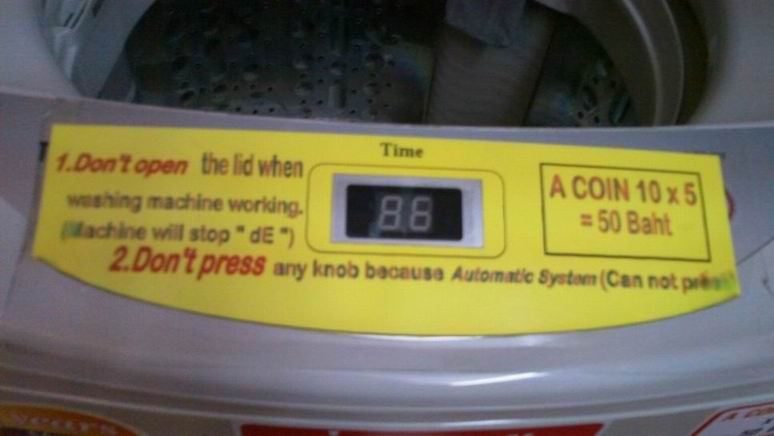 1.Don't open the lid when
washing machine working.
(Machine will stop " dE ")
2.Don't press any knob because Automatic System (Can not press)
Time
A COIN 10 x 5
= 50 Baht